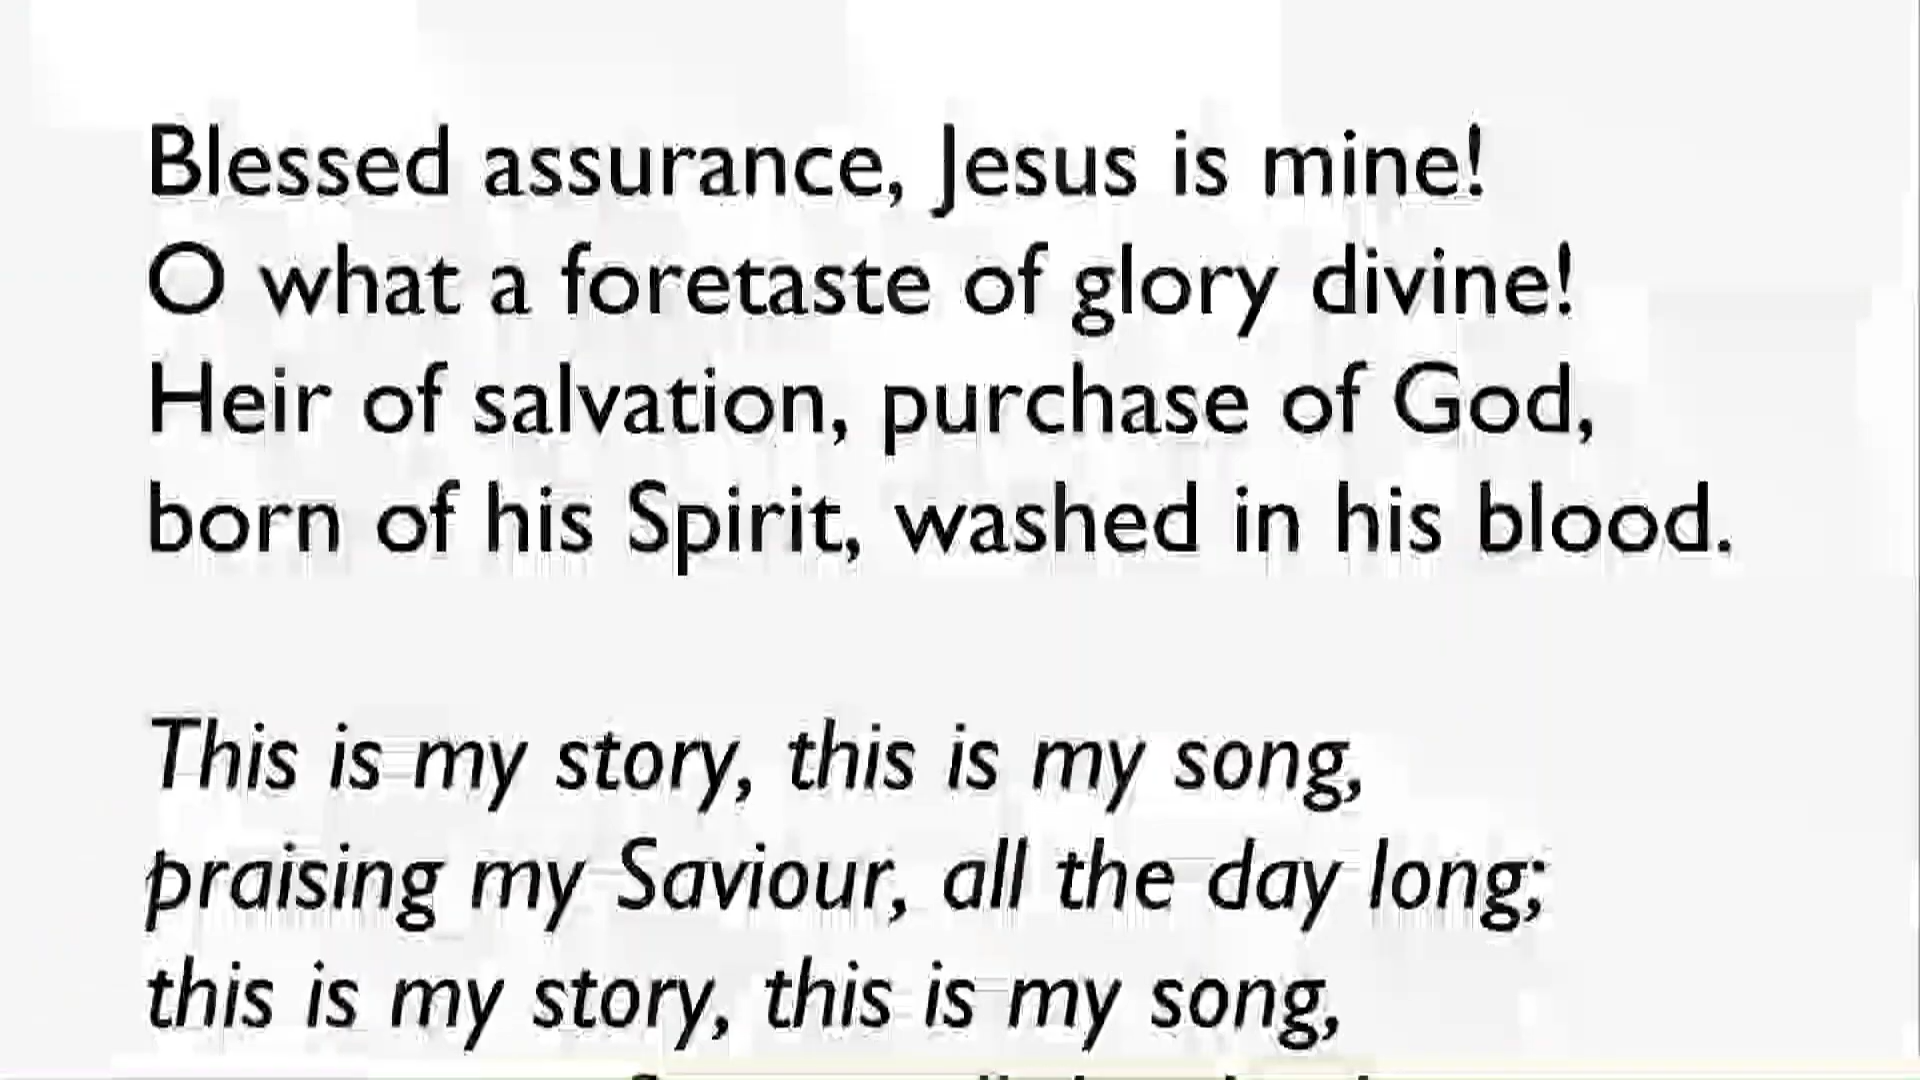 Blessed assurance, Jesus is mine!
O what a foretaste of glory divine!
Heir of salvation, purchase of God,
born of his Spirit, washed in his blood.
This is my story, this is my song,
praising my Saviour, all the day long;
this is my story, this is my song,